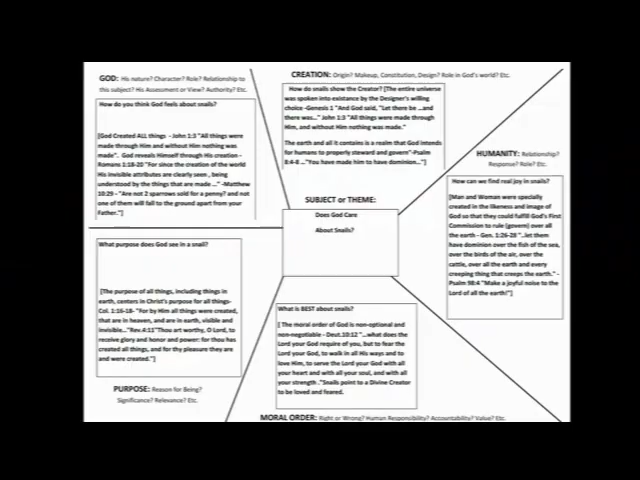 GOD: His nature? Character? Role? Relationship to
this subject? His Assessment or View? Authority? Etc.
How do you think God feels about snails?
[God Created ALL things - John 1:3 "All things were
made through Him and without Him nothing was
made". God reveals Himself through His creation -
Romans 1:18-20 "For since the creation of the world
His invisible attributes are clearly seen , being
understood by the things that are made ..." -Matthew
10:29 - "Are not 2 sparrows sold for a penny? and not
one of them will fall to the ground apart from your
Father."]
CREATION: Origin? Makeup, Constitution, Design? Role in God's world? Etc.
How do snails show the Creator? [The entire universe
was spoken into existance by the Designer's willing
choice -Genesis 1 "And God said, "Let there be ...and
there was..." John 1:3 "All things were made through
Him, and without Him nothing was made."
The earth and all it contains is a realm that God intends
for humans to properly steward and govern"-Psalm
8:4-8 ..."You have made him to have dominion..."]
HUMANITY: Relationship?
Response? Role? Etc.
How can we find real joy in snails?
[Man and Woman were specially
created in the likeness and image of
God so that they could fulfill God's First
Commission to rule (govern) over all
the earth - Gen. 1:26-28 "..let them
have dominion over the fish of the sea,
over the birds of the air, over the
cattle, over all the earth and every
creeping thing that creeps the earth." -
Psalm 98:4 "Make a joyful noise to the
Lord of all the earth!"]
SUBJECT or THEME:
Does God Care
About Snails?
What purpose does God see in a snail?
[The purpose of all things, including things in
earth, centers in Christ's purpose for all things-
Col. 1:16-18- "For by Him all things were created,
that are in heaven, and are in earth, visible and
invisible..."Rev.4:11"Thou art worthy, O Lord, to
receive glory and honor and power: for thou has
created all things, and for thy pleasure they are
and were created."]
PURPOSE: Reason for Being?
Significance? Relevance? Etc.
What is BEST about snails?
[ The moral order of God is non-optional and
non-negotiable - Deut.10:12 "...what does the
Lord your God require of you, but to fear the
Lord your God, to walk in all His ways and to
love Him, to serve the Lord your God with all
your heart and with all your soul, and with all
your strength ."Snails point to a Divine Creator
to be loved and feared.
MORAL ORDER: Right or Wrong? Human Responsibility? Accountability? Value? Etc.